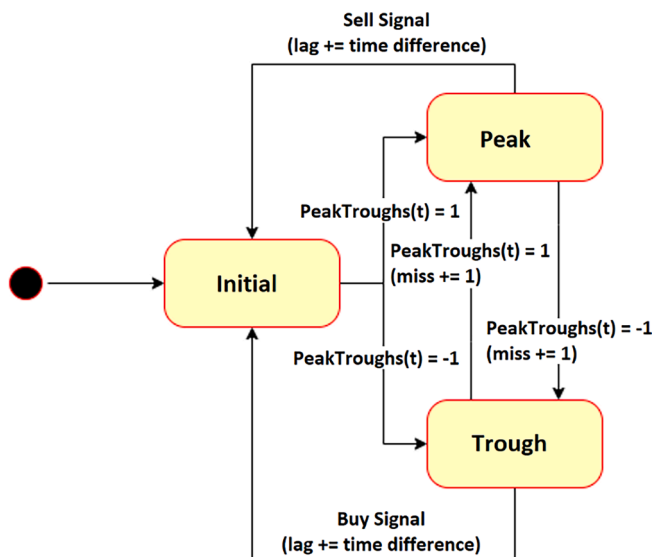 Sell Signal
(lag += time difference)
Peak
PeakTroughs(t) = 1
PeakTroughs(t) = 1
(miss += 1)
Initial
PeakTroughs(t) = -1
(miss += 1)
PeakTroughs(t) = -1
Trough
Buy Signal
(lag += time difference)